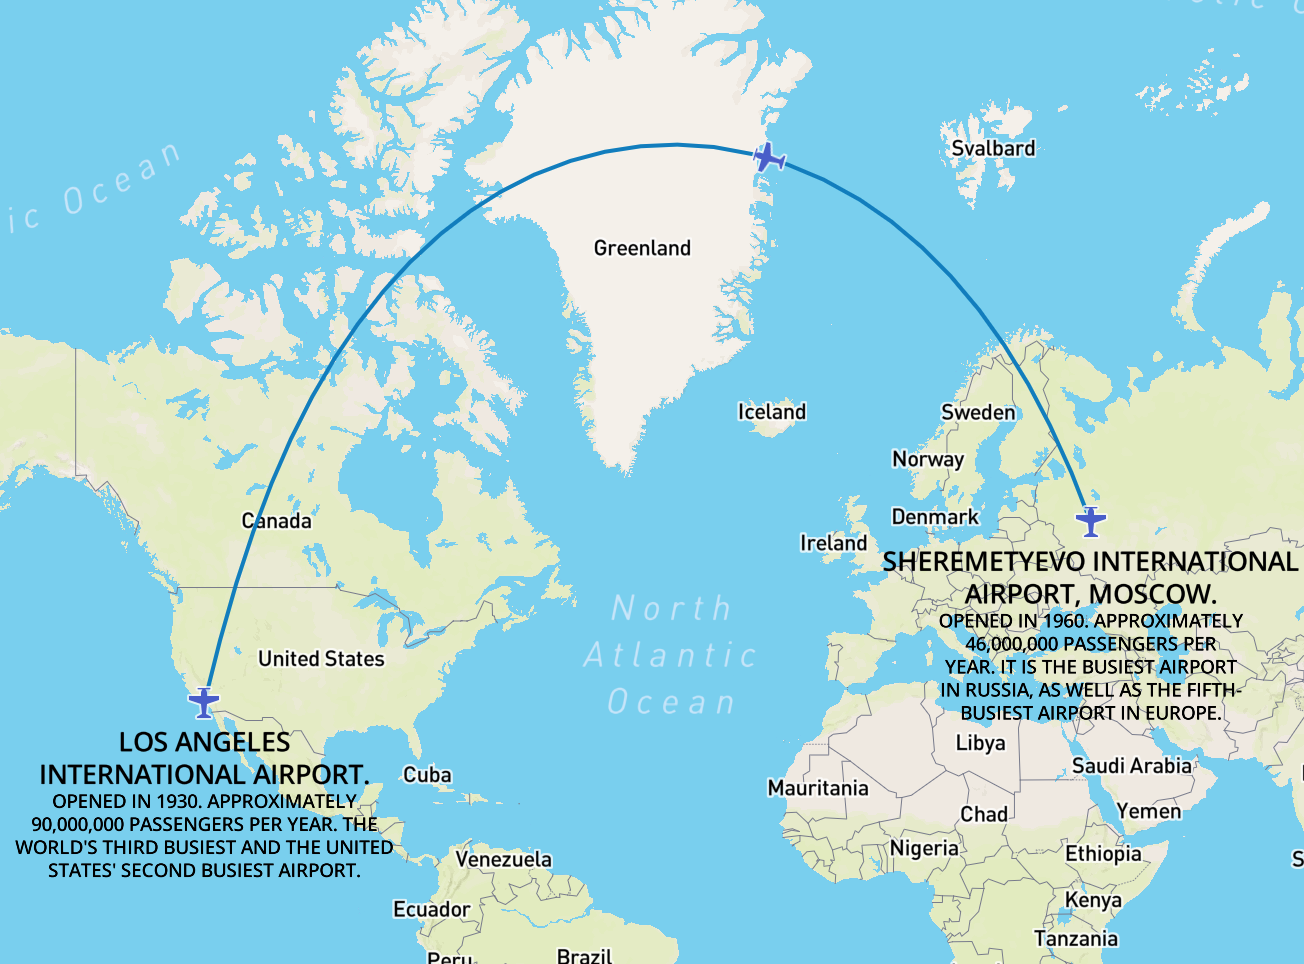 ic Ocean
Svalbard
Greenland
Iceland
Sweden
Norway
Canada
Denmark
Ireland
SHEREMETYEVO INTERNATIONAL
AIRPORT, MOSCOW.
OPENED IN 1960. APPROXIMATELY
46,000,000 PASSENGERS PER
YEAR. IT IS THE BUSIEST AIRPORT
IN RUSSIA, AS WELL AS THE FIFTH-
BUSIEST AIRPORT IN EUROPE.
North
Atlantic
Ocean
United States
LOS ANGELES
INTERNATIONAL AIRPORT.
OPENED IN 1930. APPROXIMATELY
90,000,000 PASSENGERS PER YEAR. THE
WORLD'S THIRD BUSIEST AND THE UNITED
STATES' SECOND BUSIEST AIRPORT.
Libya
Saudi Arabia
Cuba
Mauritania
Chad
Yemen
Nigeria
Ethiopia
Venezuela
Kenya
Ecuador
Tanzania
Brazil
Peru